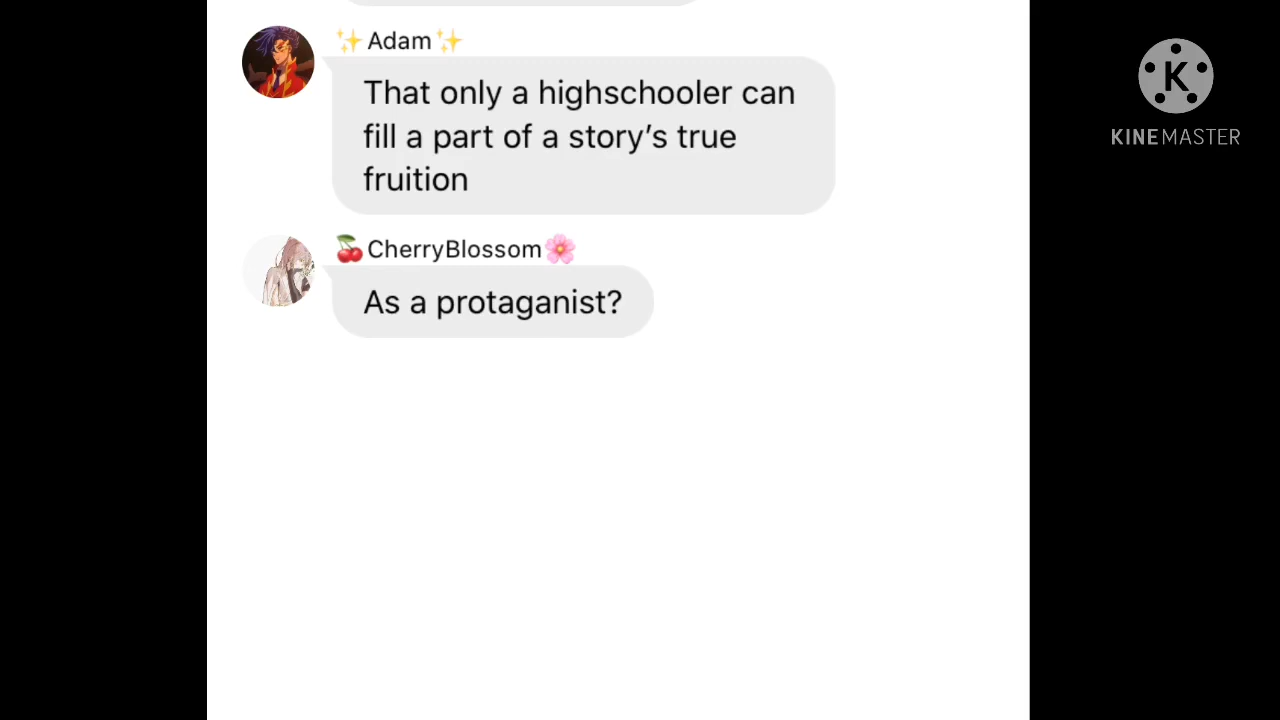 ✨Adam✨
That only a highschooler can
fill a part of a story's true
fruition
🍒CherryBlossom🌸
As a protaganist?
K
KINEMASTER